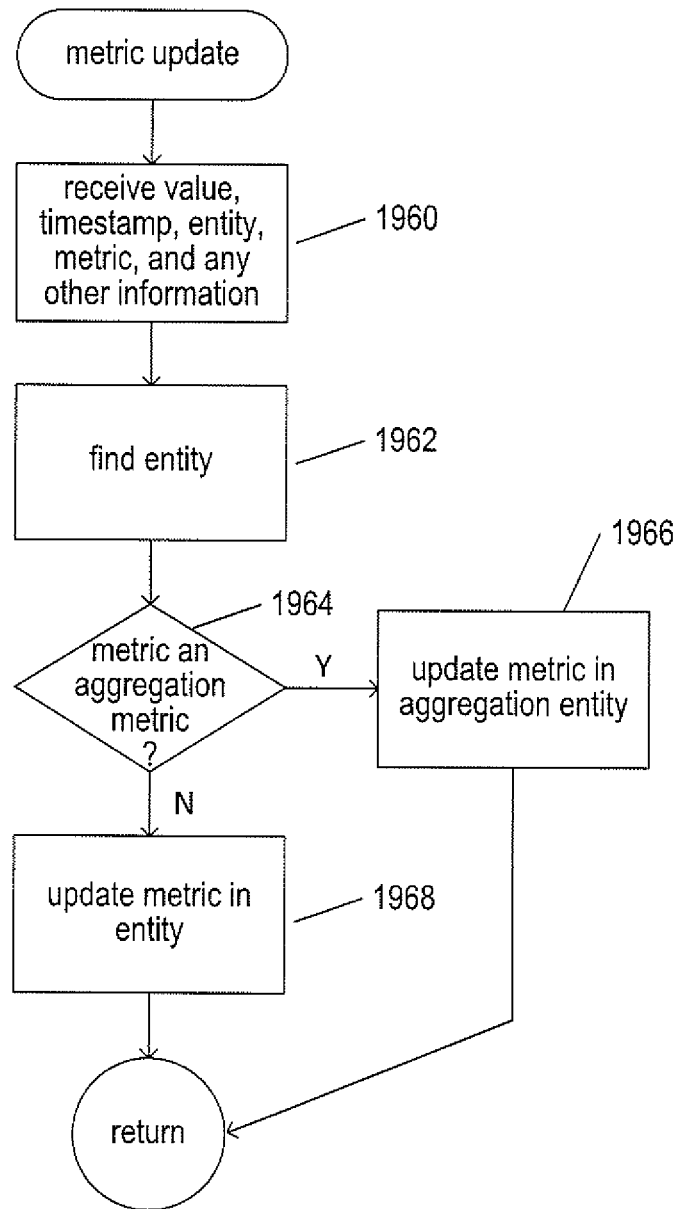 metric update
receive value,
timestamp, entity,
metric, and any
other information
1960
find entity
1962
1964
metric an
aggregation
metric
?
Y
1966
update metric in
aggregation entity
N
update metric in
entity
1968
return